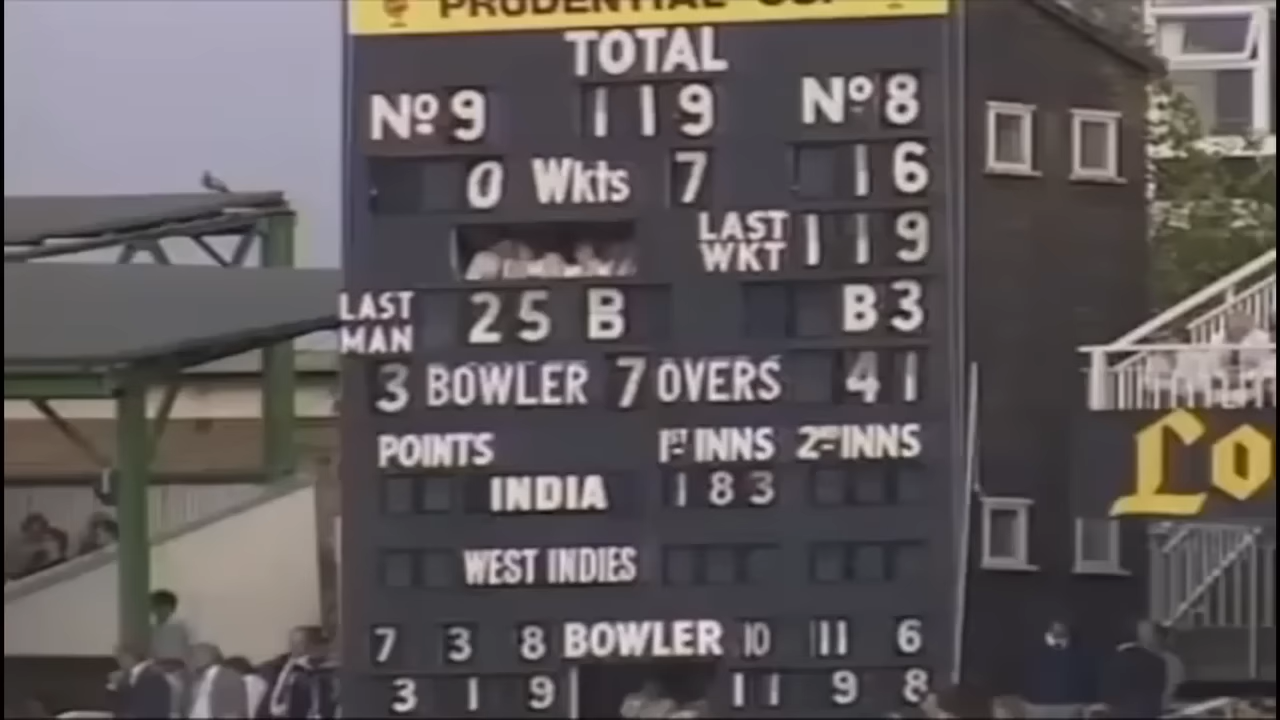 PRUDENTIAL CUP
TOTAL
Nº 9 119 Nº 8
0 Wkts 7 16
LAST WKT 119
LAST MAN 25 B B3
3 BOWLER 7 OVERS 41
POINTS 1ST INNS 2ND INNS
INDIA 183
WEST INDIES
7 3 8 BOWLER 10 11 6
3 1 9 11 9 8
Lo